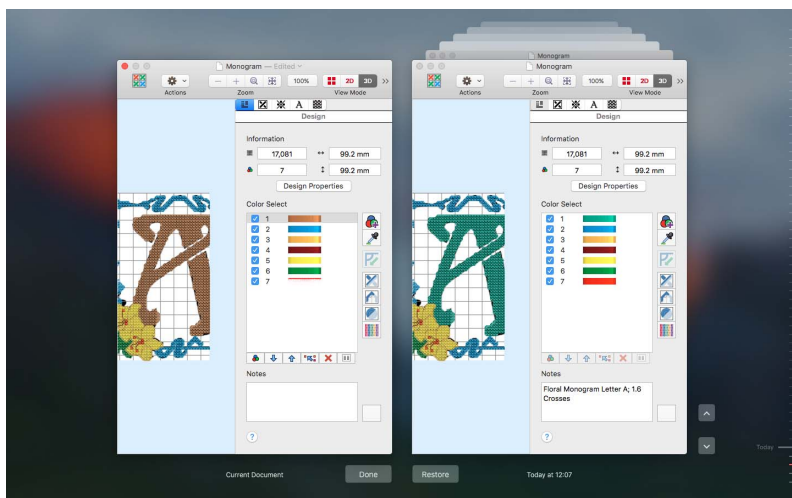 Monogram — Edited
Actions
Zoom
100%
2D
3D
View Mode
Design
Information
17,081
99.2 mm
7
99.2 mm
Design Properties
Color Select
1
2
3
4
5
6
7
Notes
?
Current Document
Done
Monogram
Monogram
Actions
Zoom
100%
2D
3D
View Mode
Design
Information
17,081
99.2 mm
7
99.2 mm
Design Properties
Color Select
1
2
3
4
5
6
7
Notes
Floral Monogram Letter A; 1.6
Crosses
?
Restore
Today at 12:07
Today